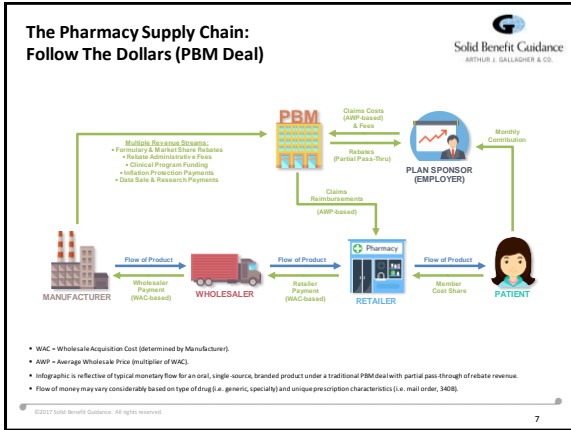 The Pharmacy Supply Chain:
Follow The Dollars (PBM Deal)
Solid Benefit Guidance
ARTHUR J. GALLAGHER & CO.
PBM
Claims Costs
(AWP-based)
& Fees
Rebates
(Partial Pass-Thru)
Monthly
Contribution
PLAN SPONSOR
(EMPLOYER)
Multiple Revenue Streams:
• Formulary & Market Share Rebates
• Rebate Administrative Fees
• Clinical Program Funding
• Inflation Protection Payments
• Data Sale & Research Payments
Claims
Reimbursements
(AWP-based)
Flow of Product
Flow of Product
Pharmacy
Flow of Product
Wholesaler
Payment
(WAC-based)
Retailer
Payment
(WAC-based)
Member
Cost Share
MANUFACTURER
WHOLESALER
RETAILER
PATIENT
• WAC = Wholesale Acquisition Cost (determined by Manufacturer).
• AWP = Average Wholesale Price (multiplier of WAC).
• Infographic is reflective of typical monetary flow for an oral, single-source, branded product under a traditional PBM deal with partial pass-through of rebate revenue.
• Flow of money may vary considerably based on type of drug (i.e. generic, specialty) and unique prescription characteristics (i.e. mail order, 340B).
©2017 Solid Benefit Guidance. All rights reserved.
7